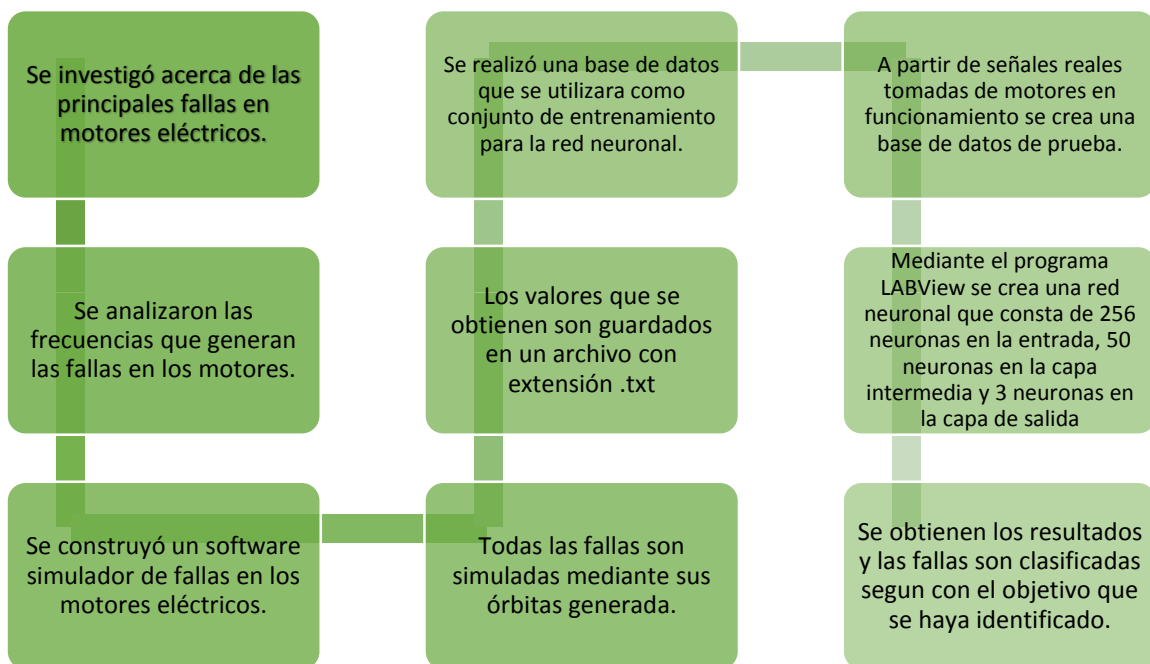 Se investigó acerca de las
principales fallas en
motores eléctricos.
Se analizaron las
frecuencias que generan
las fallas en los motores.
Se construyó un software
simulador de fallas en los
motores eléctricos.
Todas las fallas son
simuladas mediante sus
órbitas generada.
Los valores que se
obtienen son guardados
en un archivo con
extensión .txt
Se realizó una base de datos
que se utilizara como
conjunto de entrenamiento
para la red neuronal.
A partir de señales reales
tomadas de motores en
funcionamiento se crea una
base de datos de prueba.
Mediante el programa
LABView se crea una red
neuronal que consta de 256
neuronas en la entrada, 50
neuronas en la capa
intermedia y 3 neuronas en
la capa de salida
Se obtienen los resultados
y las fallas son clasificadas
segun con el objetivo que
se haya identificado.